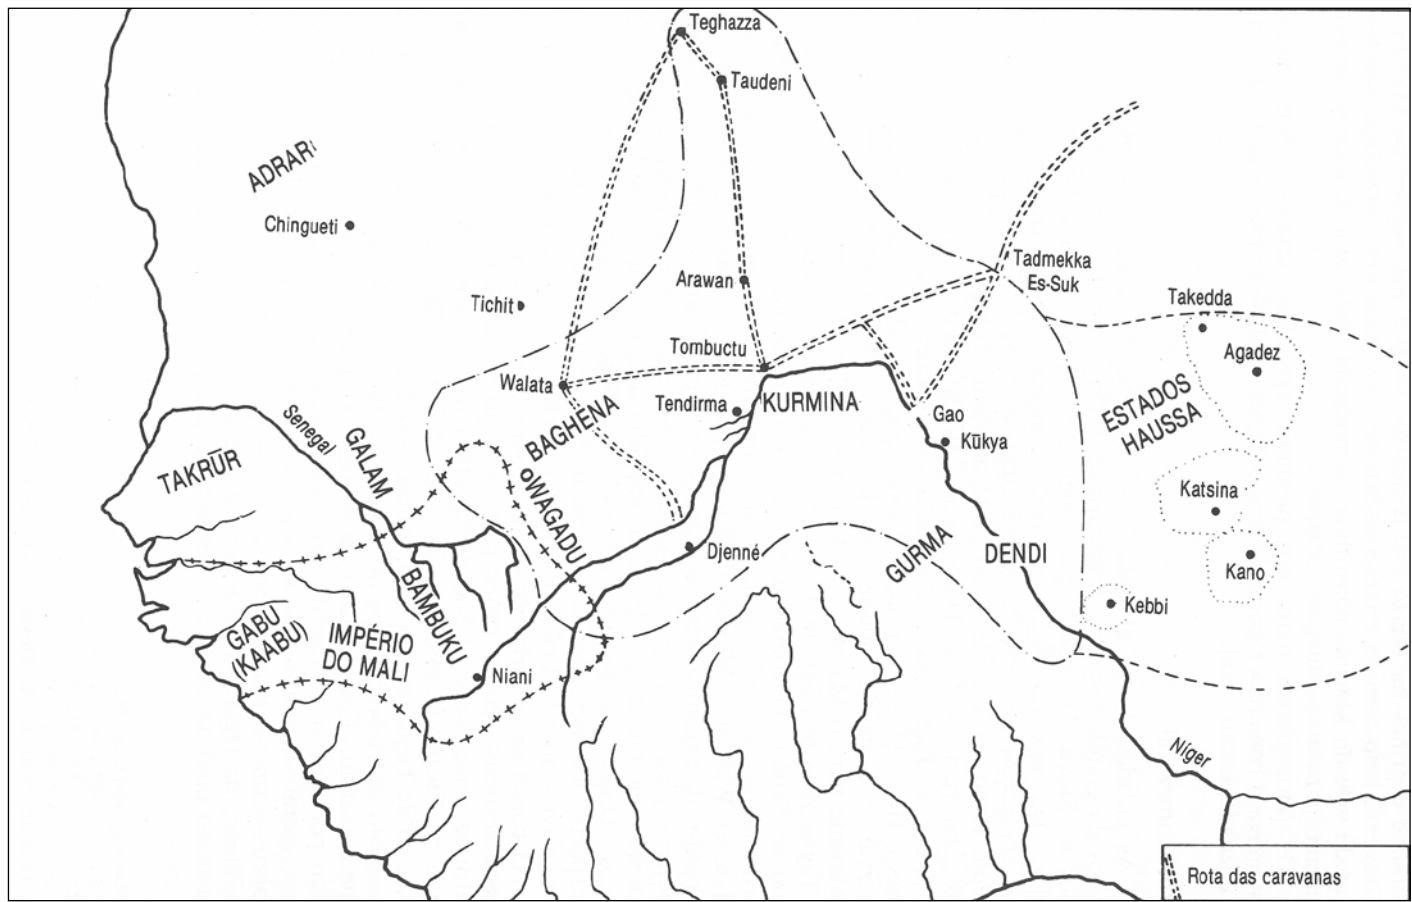 Teghazza
Taudeni
ADRAR
Chingueti
Tadmekka
Es-Suk
Arawan
Tichit
Takedda
Tombuctu
Agadez
Walata
Tendirma
KURMINA
ESTADOS
HAUSSA
Senegal
GALAM
BAGHENA
Gao
Kūkya
TAKRŪR
WAGADU
Katsina
Djenné
GURMA
DENDI
Kano
BAMBUKU
Kebbi
GABU
(KAABU)
IMPÉRIO
DO MALI
Niani
Níger
Rota das caravanas